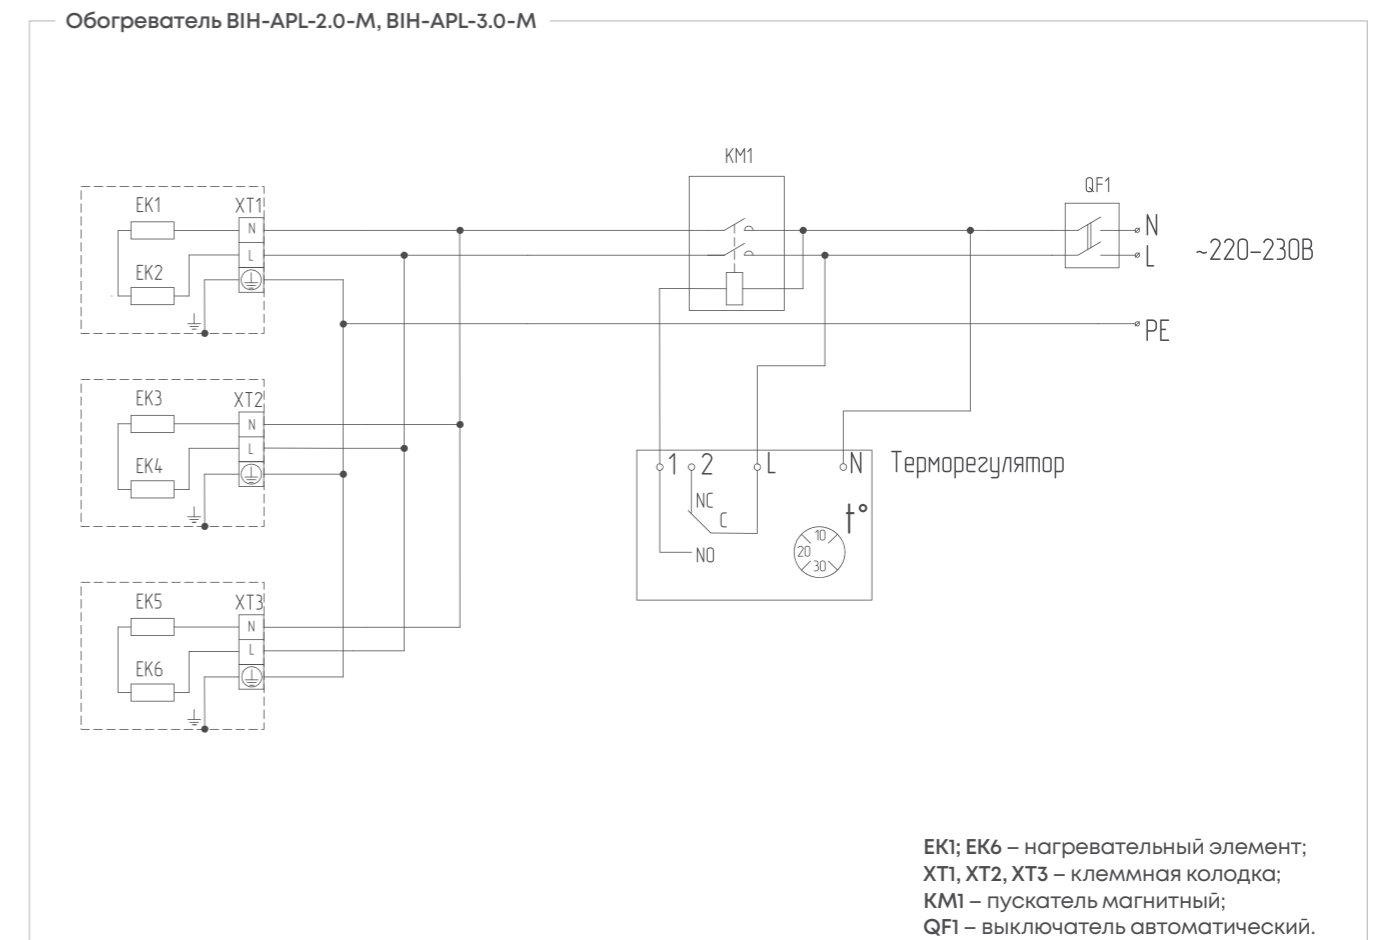 Обогреватель BIH-APL-2.0-M, BIH-APL-3.0-M
KM1
QF1
EK1
XT1
N
L
EK2
N
L
~220-230В
PE
EK3
XT2
N
L
EK4
1
2
L
N
Терморегулятор
NC
C
NO
t°
10
20
30
EK5
XT3
N
L
EK6
EK1; EK6 – нагревательный элемент;
XT1, XT2, XT3 – клеммная колодка;
KM1 – пускатель магнитный;
QF1 – выключатель автоматический.